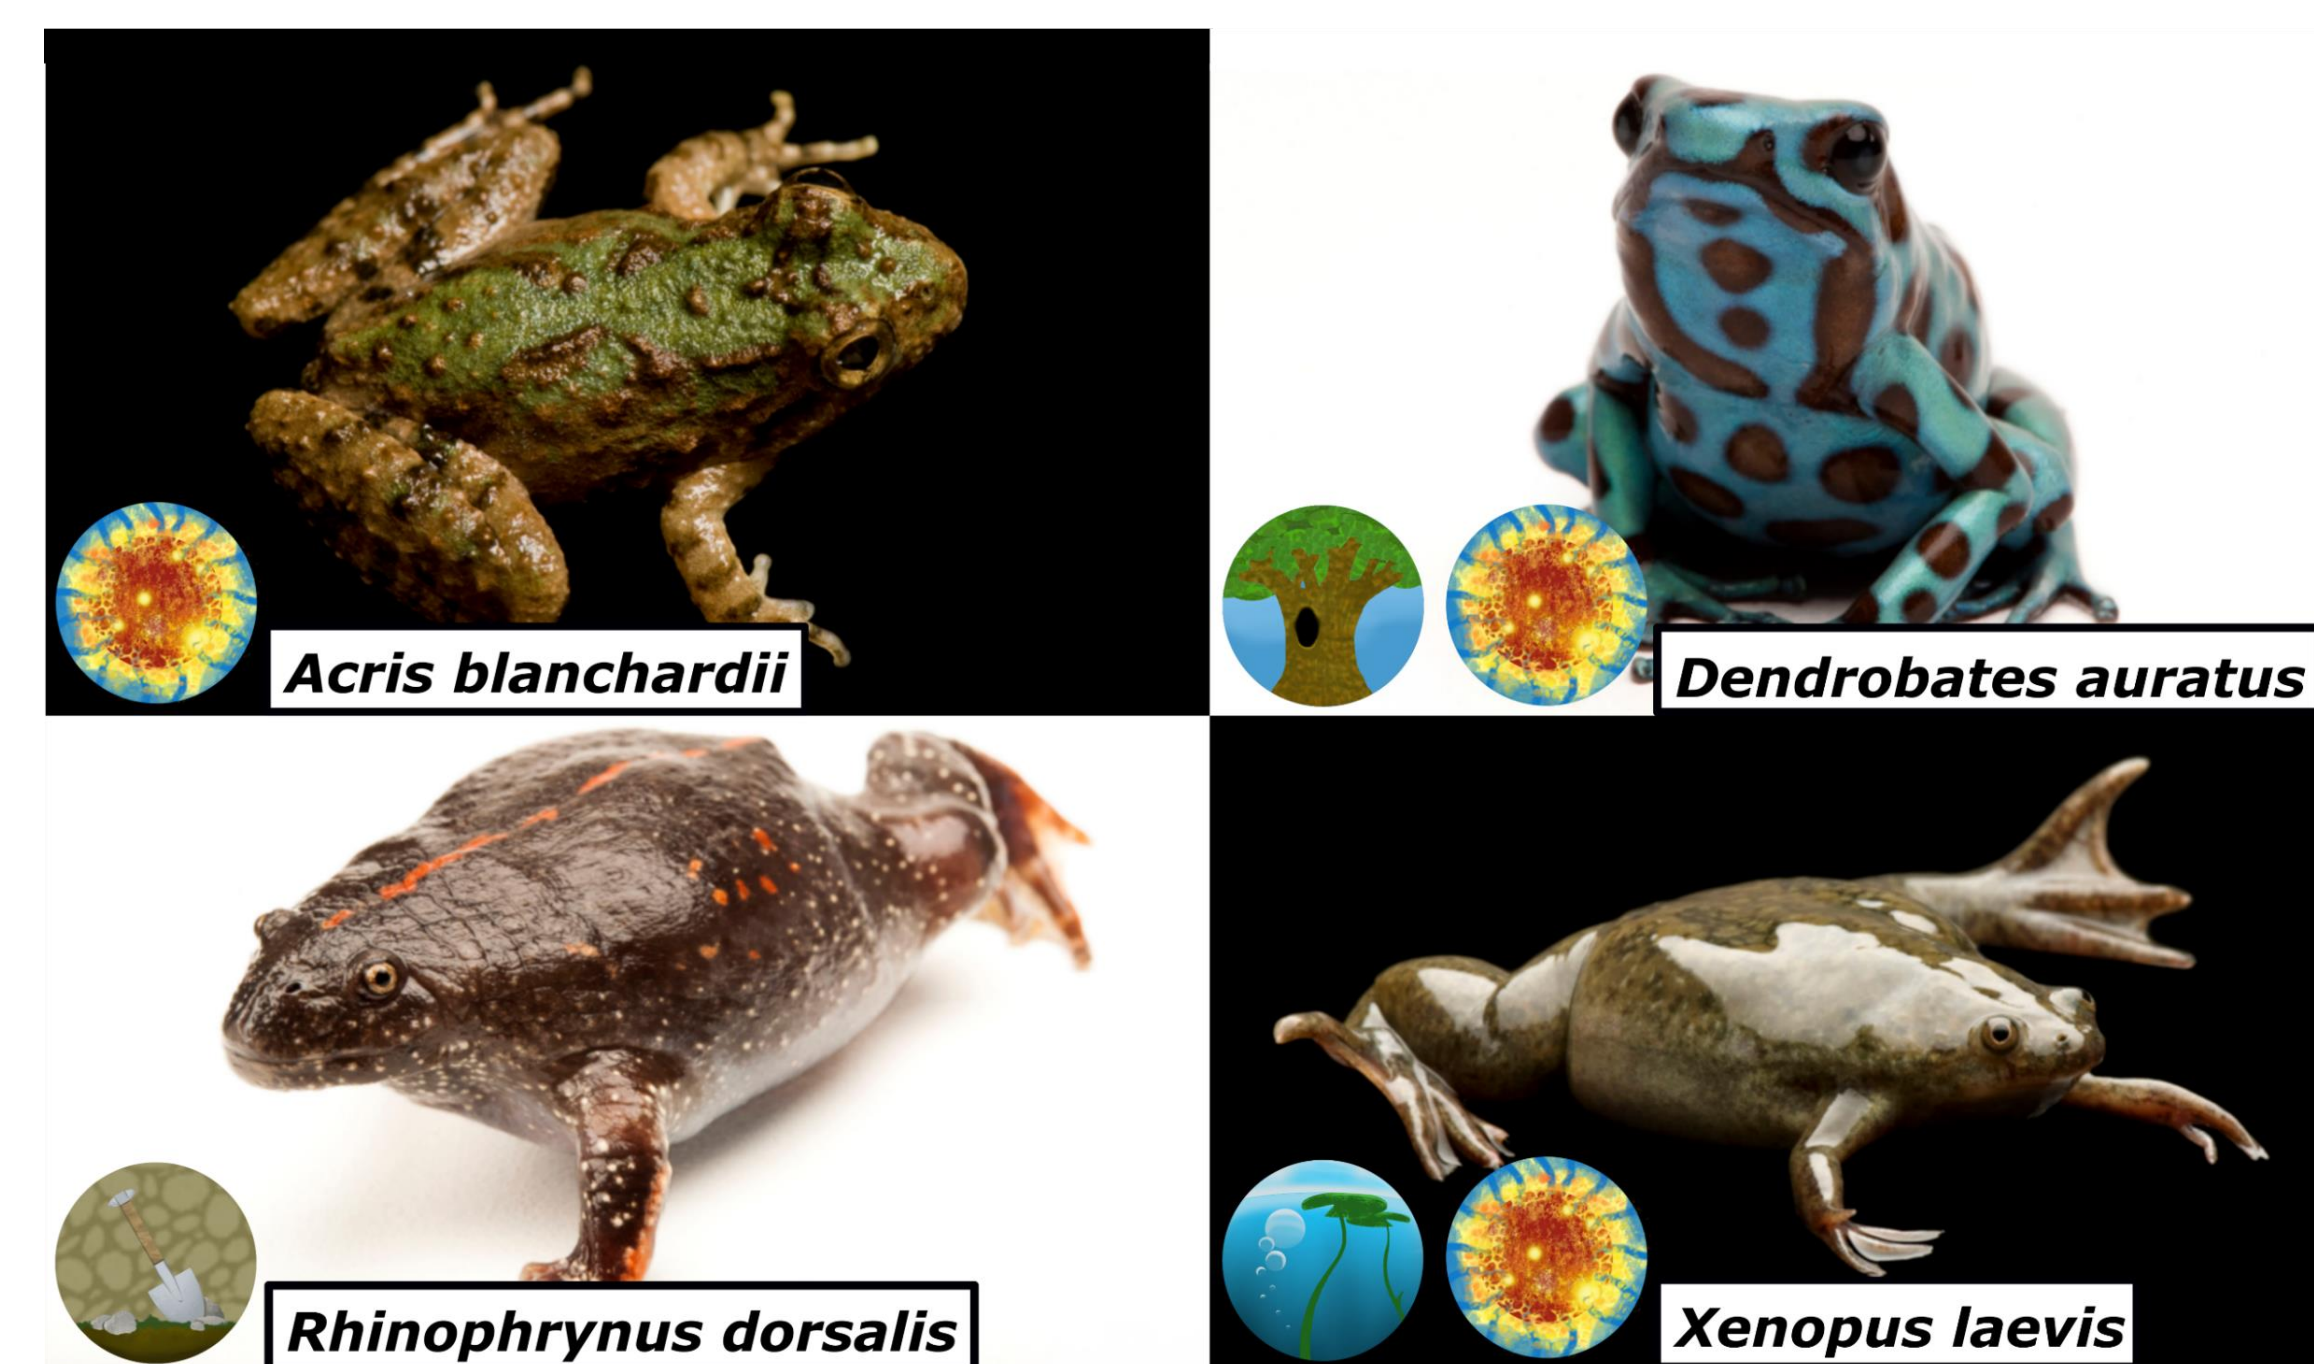 Acris blanchardii
Dendrobates auratus
Rhinophrynus dorsalis
Xenopus laevis